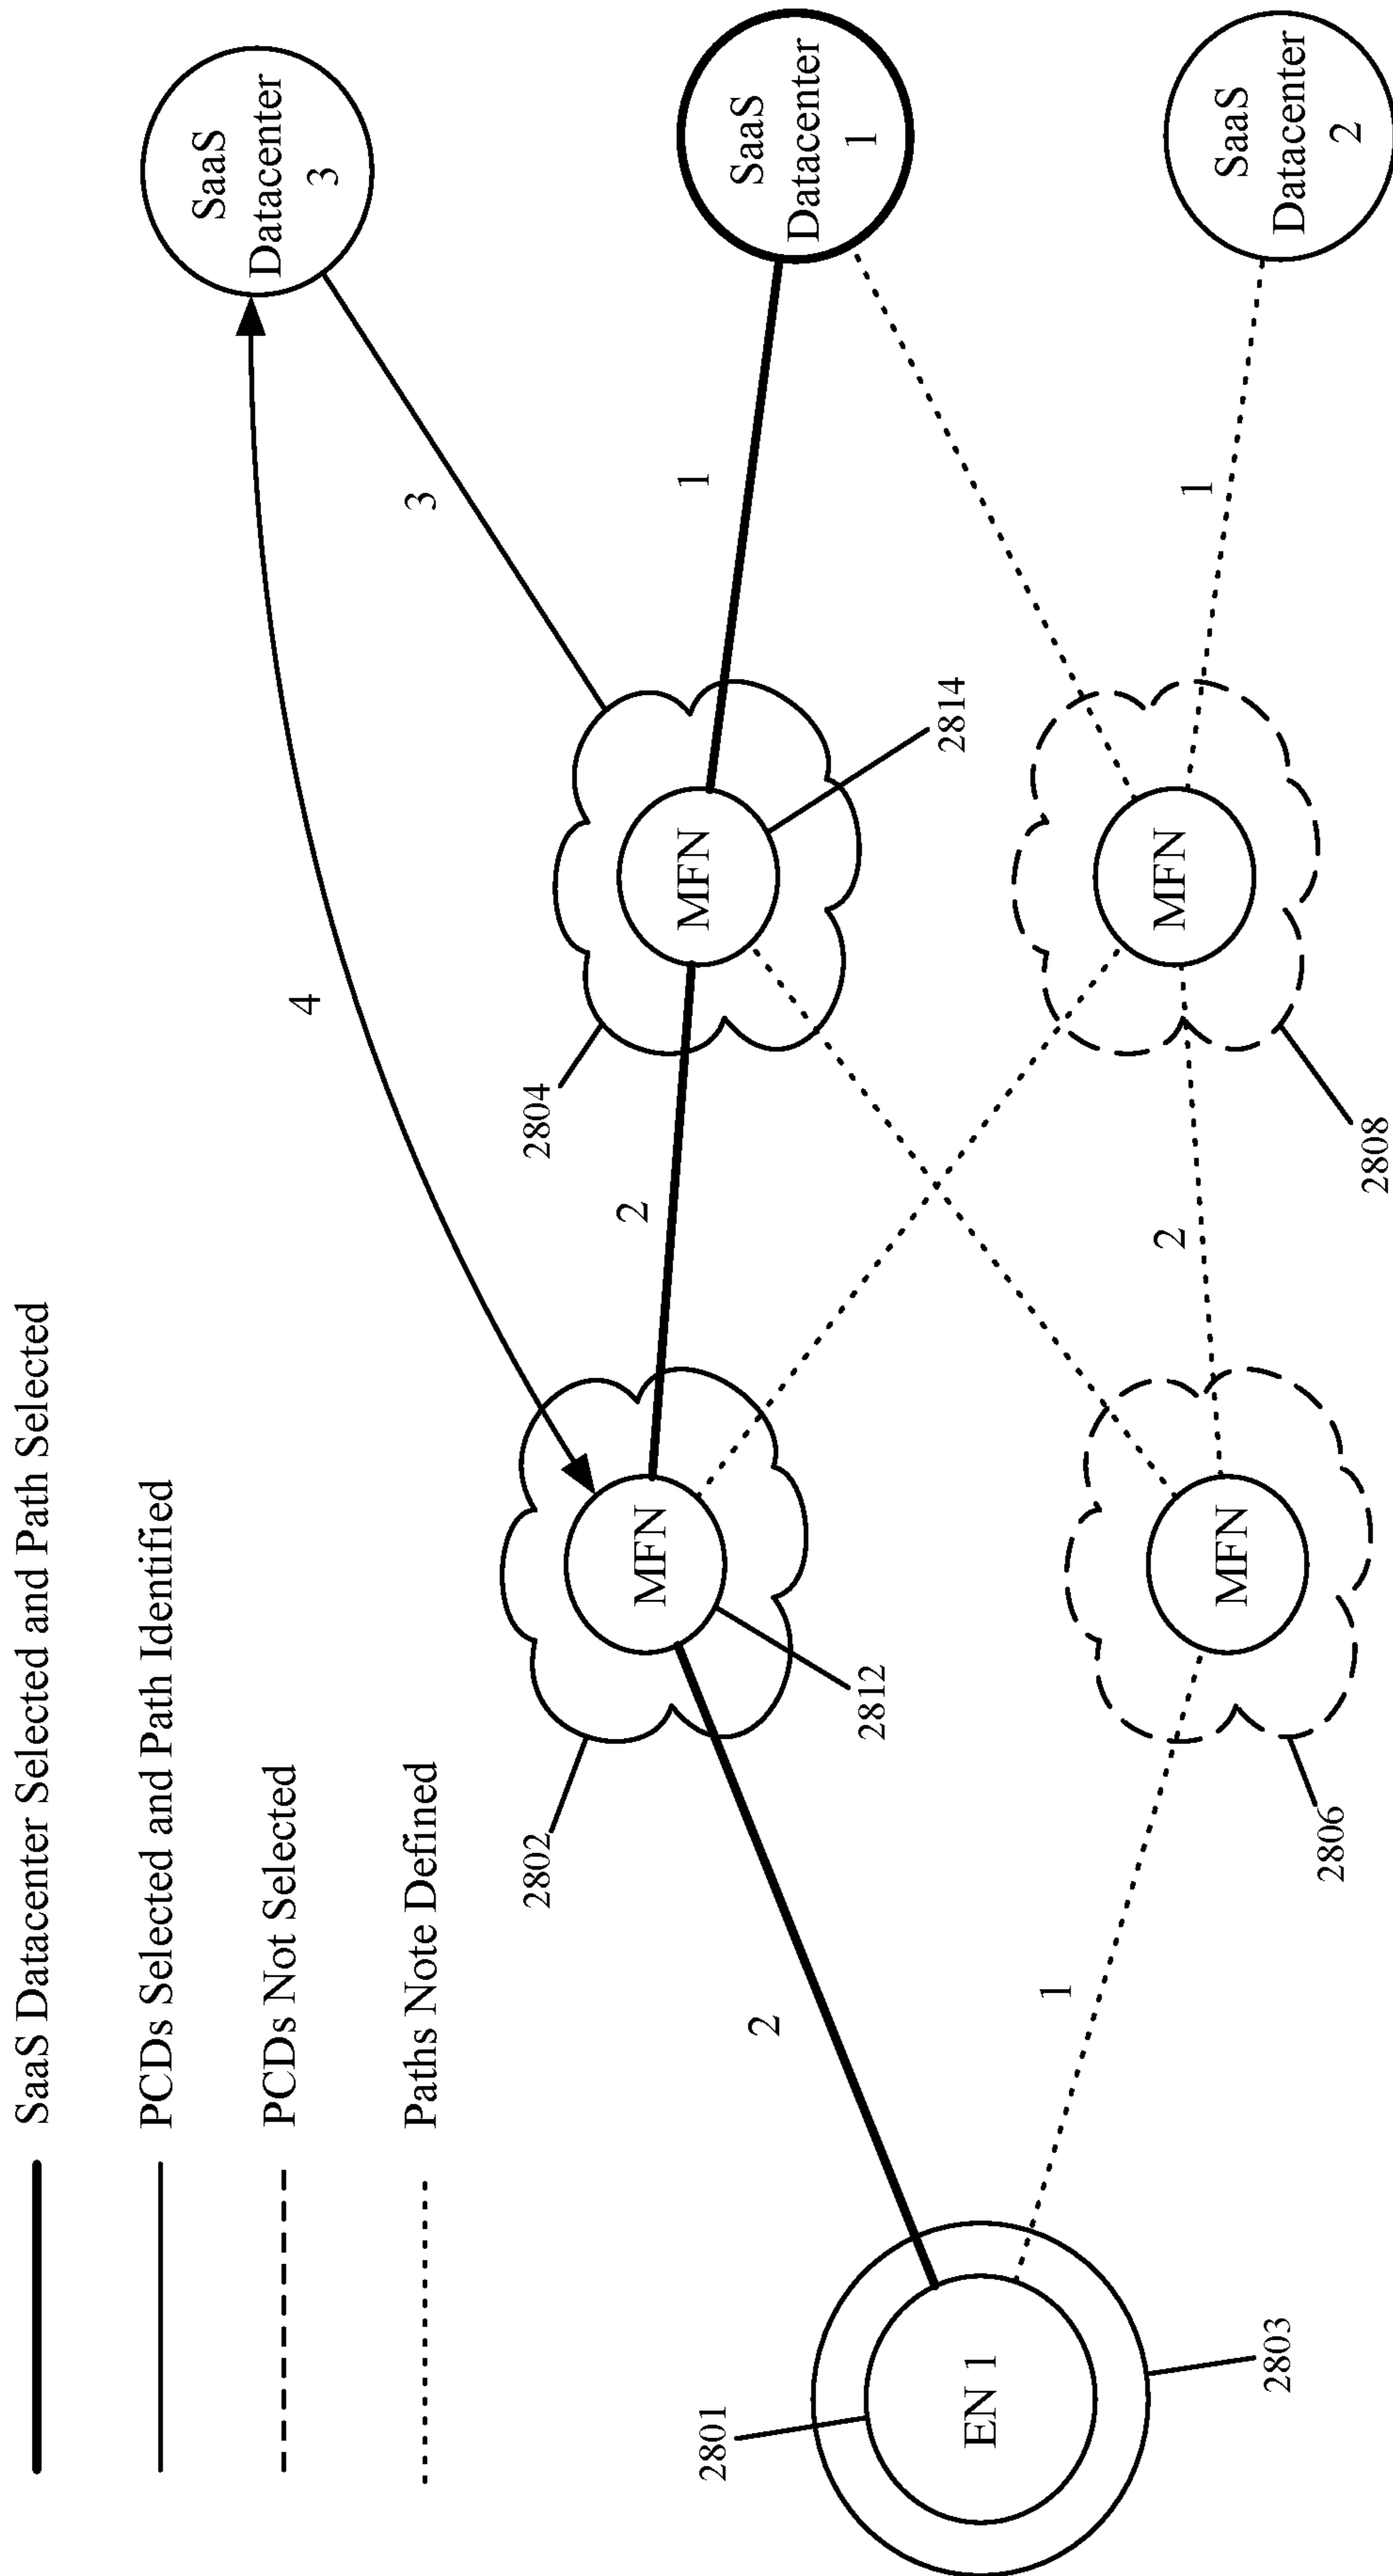 SaaS Datacenter Selected and Path Selected
PCDs Selected and Path Identified
PCDs Not Selected
Paths Note Defined
SaaS
Datacenter
3
4
3
2802
2804
MFN
2
MFN
1
SaaS
Datacenter
1
2812
2814
2
2801
EN 1
2803
1
MFN
2
MFN
1
SaaS
Datacenter
2
2806
2808